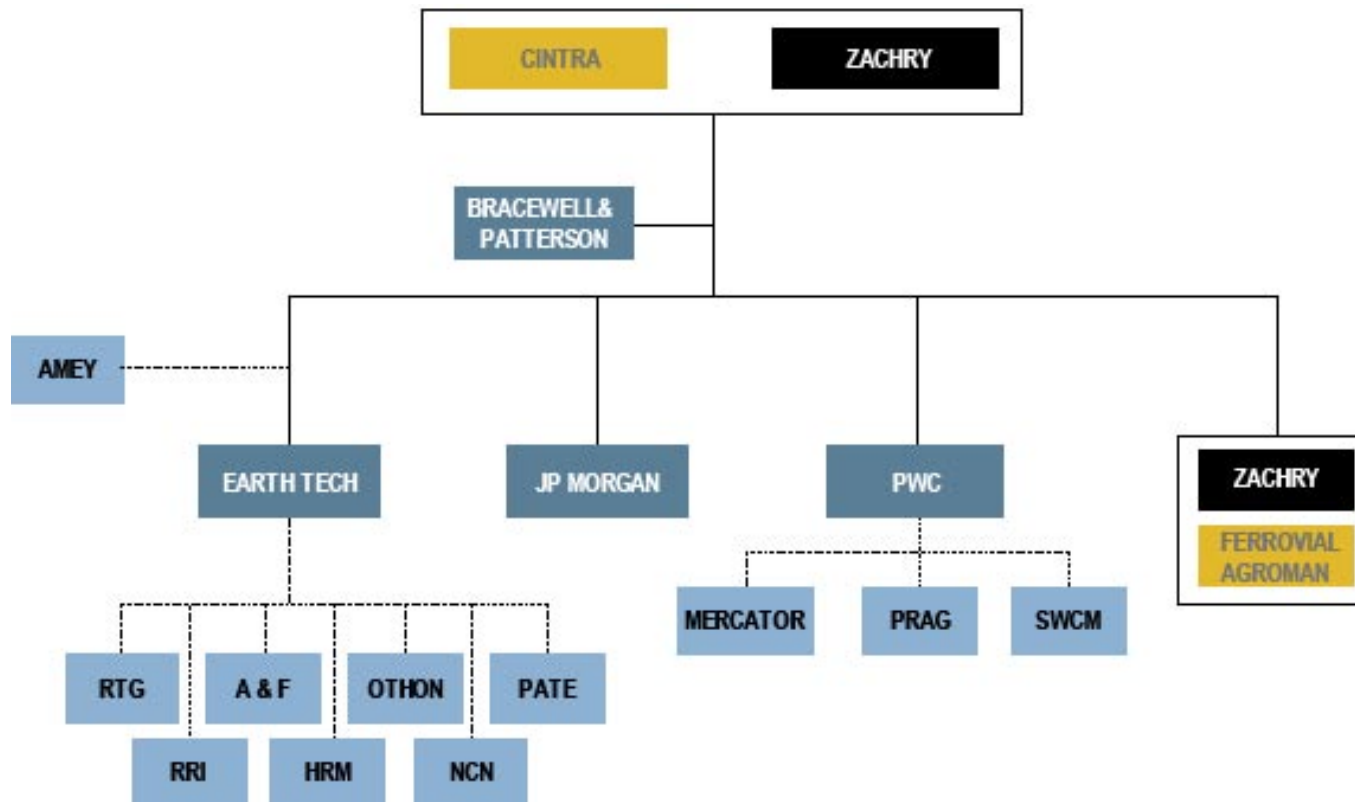 CINTRA
ZACHRY
BRACEWELL&
PATTERSON
AMEY
EARTH TECH
JP MORGAN
PWC
ZACHRY
FERROVIAL
AGROMAN
MERCATOR
PRAG
SWCM
RTG
A & F
OTHON
PATE
RRI
HRM
NCN